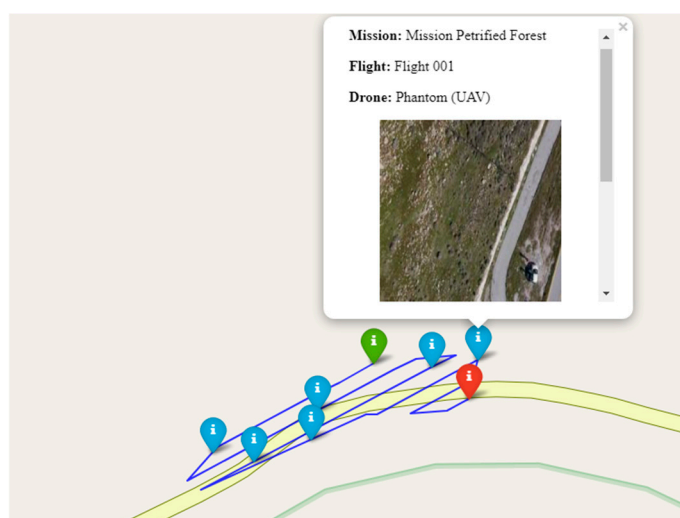 Mission: Mission Petrified Forest
Flight: Flight 001
Drone: Phantom (UAV)